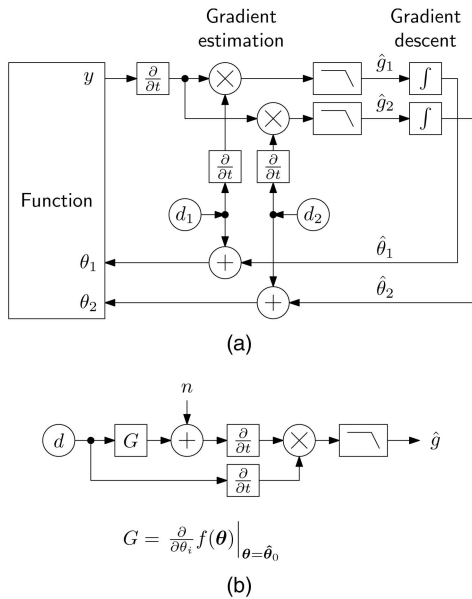 Gradient estimation
Gradient descent
y
∂/∂t
×
ĝ₁
∫
×
ĝ₂
∫
∂/∂t
∂/∂t
Function
d₁
d₂
θ₁
+
θ̂₁
θ₂
+
θ̂₂
(a)
n
d
G
+
∂/∂t
×
ĝ
∂/∂t
G = ∂/∂θᵢ f(θ)|θ=θ̂₀
(b)